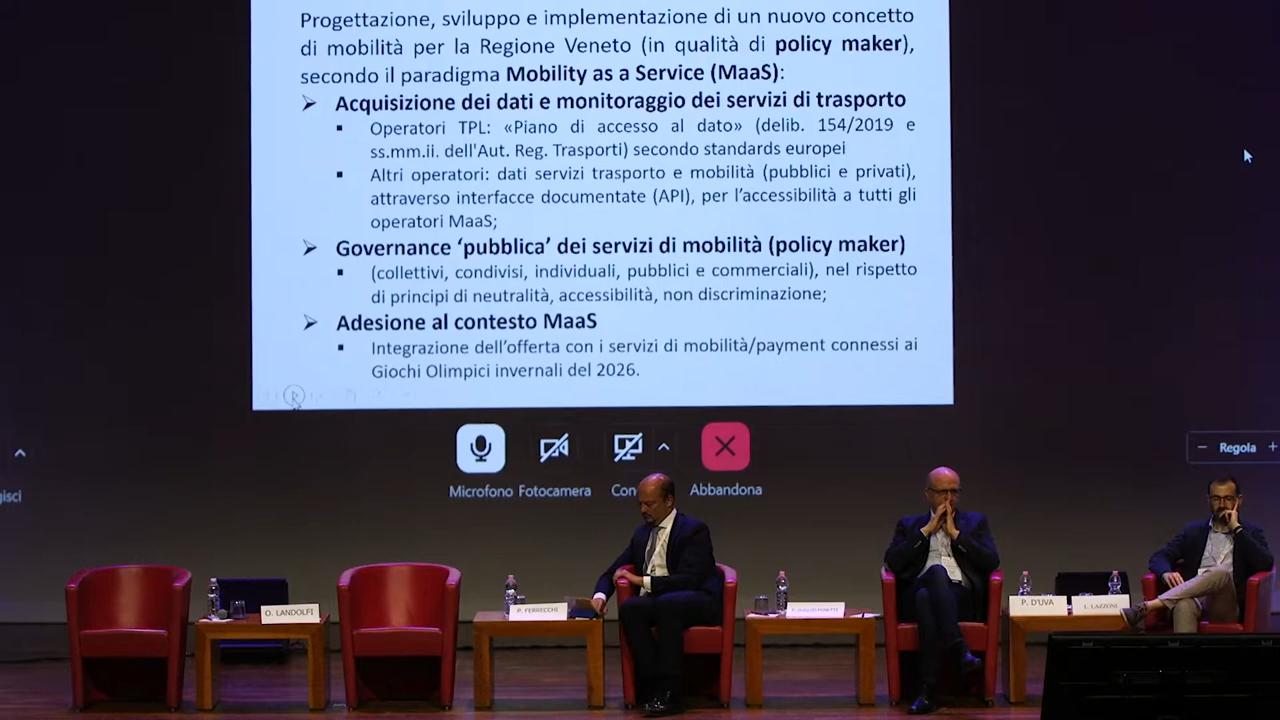 Progettazione, sviluppo e implementazione di un nuovo concetto
di mobilità per la Regione Veneto (in qualità di policy maker),
secondo il paradigma Mobility as a Service (MaaS):
➢ Acquisizione dei dati e monitoraggio dei servizi di trasporto
▪ Operatori TPL: «Piano di accesso al dato» (delib. 154/2019 e
ss.mm.ii. dell'Aut. Reg. Trasporti) secondo standards europei
▪ Altri operatori: dati servizi trasporto e mobilità (pubblici e privati),
attraverso interfacce documentate (API), per l'accessibilità a tutti gli
operatori MaaS;
➢ Governance 'pubblica' dei servizi di mobilità (policy maker)
▪ (collettivi, condivisi, individuali, pubblici e commerciali), nel rispetto
di principi di neutralità, accessibilità, non discriminazione;
➢ Adesione al contesto MaaS
▪ Integrazione dell'offerta con i servizi di mobilità/payment connessi ai
Giochi Olimpici invernali del 2026.
− Regola +
gisci
Microfono Fotocamera Con Abbandona
O. LANDOLFI
P. FERRECCHI
P. D'UVA
L. LAZZONI